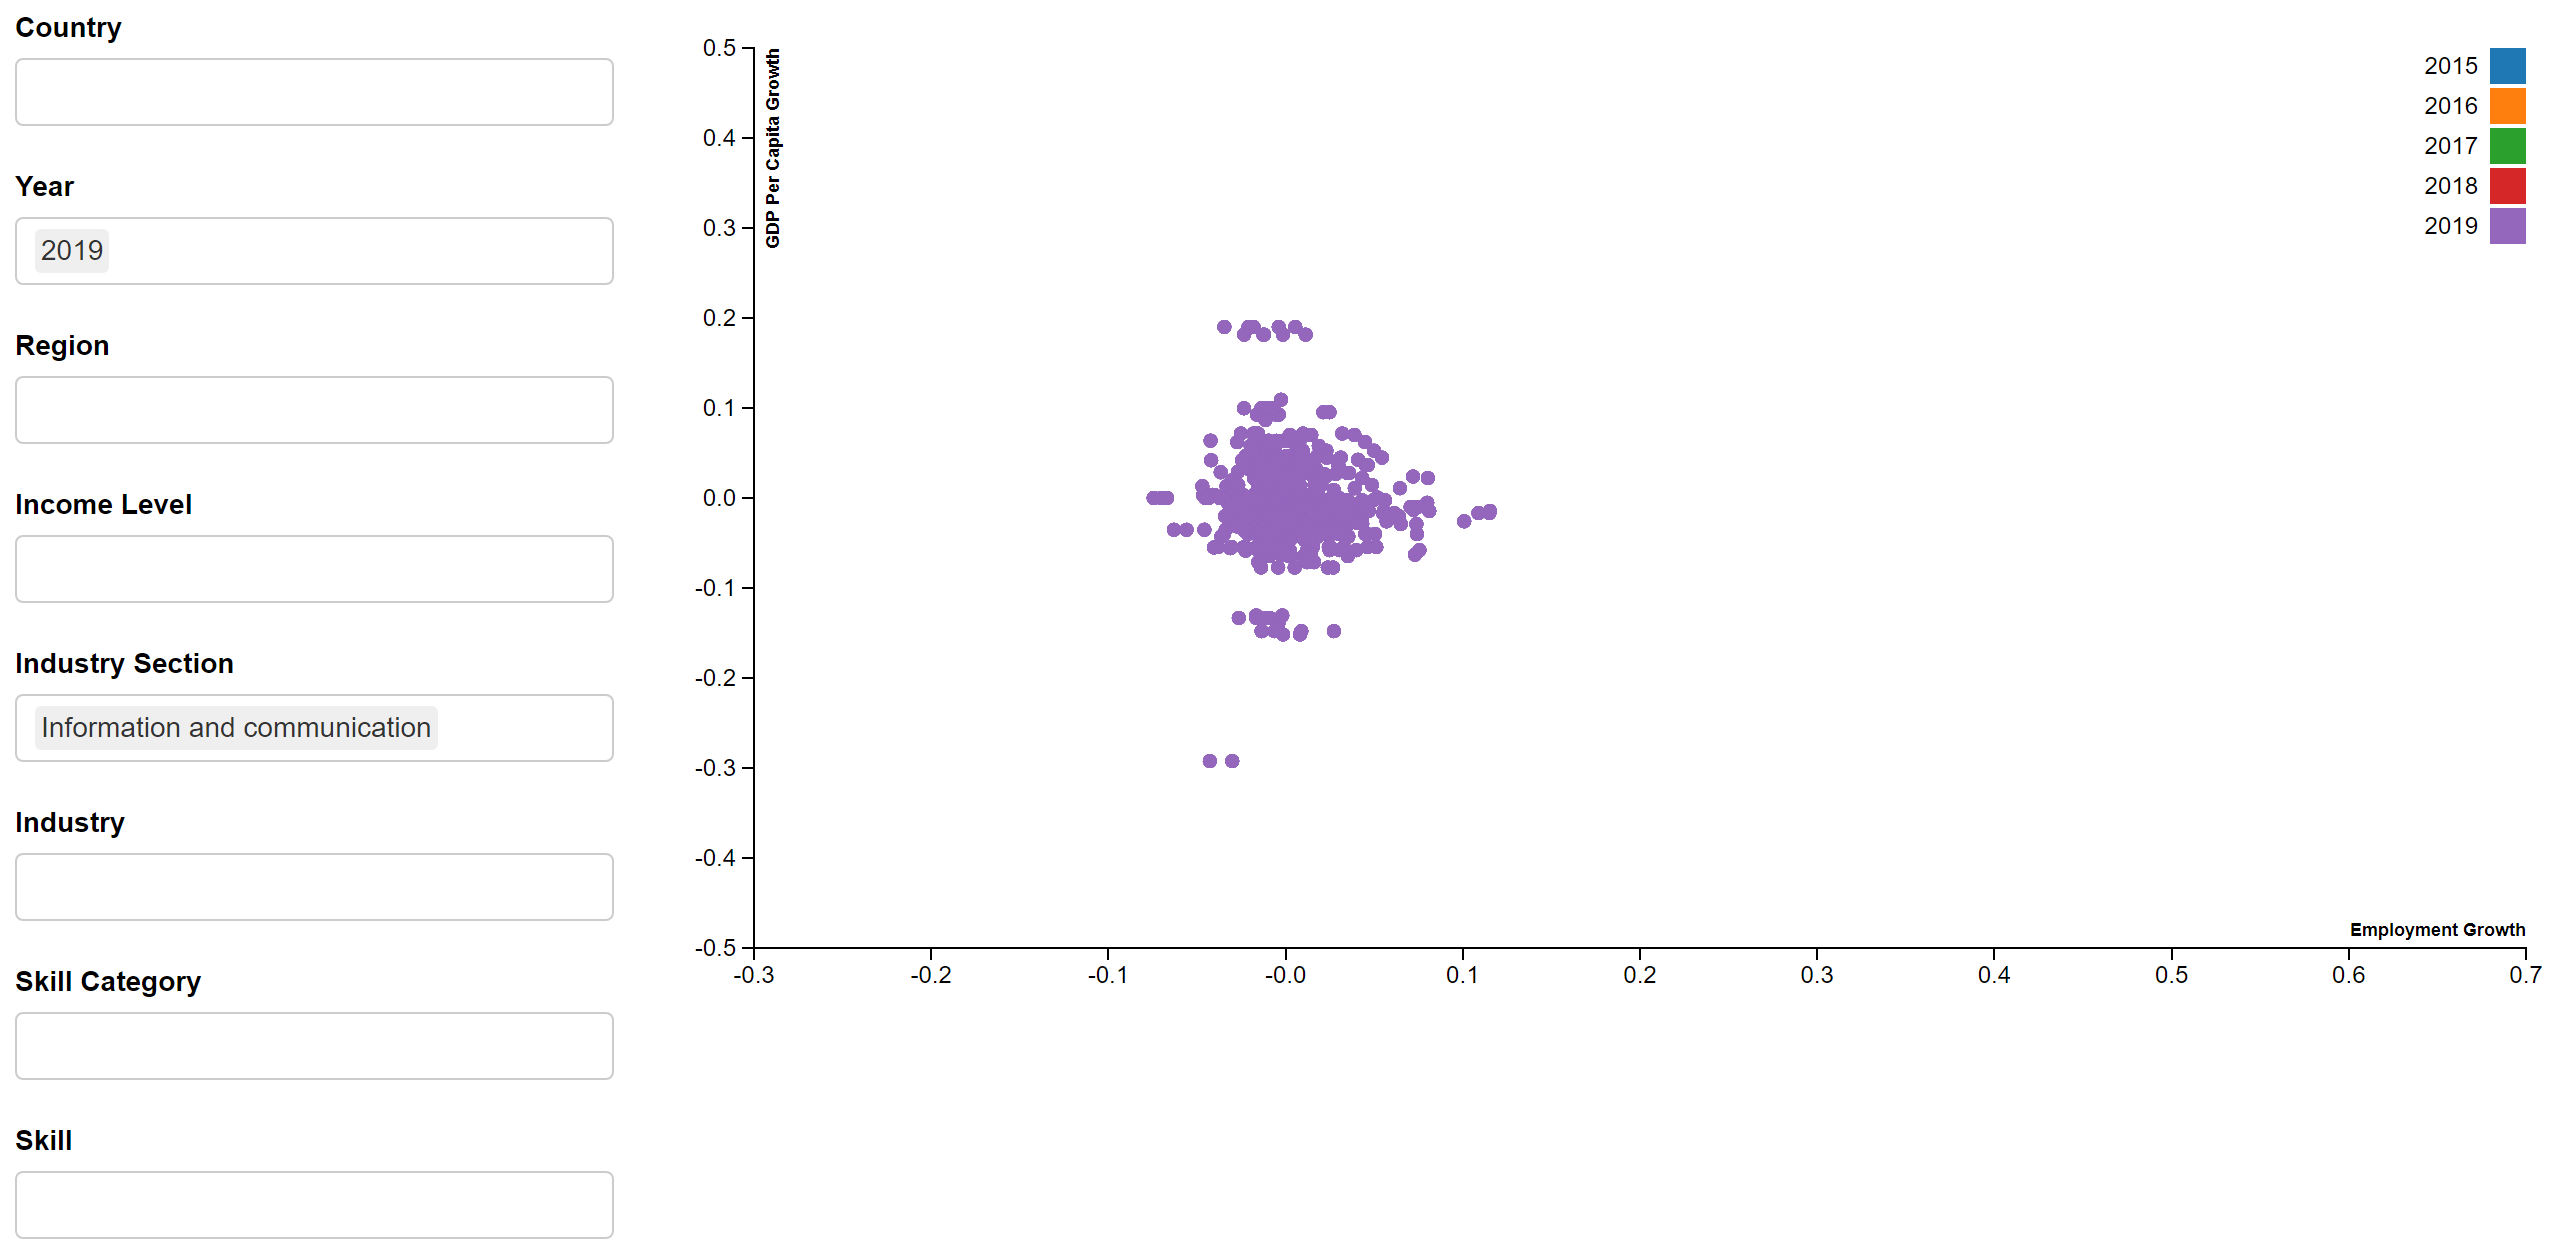 Country
Year
2019
Region
Income Level
Industry Section
Information and communication
Industry
Skill Category
Skill
0.5
0.4
0.3
0.2
0.1
0.0
-0.1
-0.2
-0.3
-0.4
-0.5
GDP Per Capita Growth
-0.3
-0.2
-0.1
-0.0
0.1
0.2
0.3
0.4
0.5
0.6
0.7
Employment Growth
2015
2016
2017
2018
2019